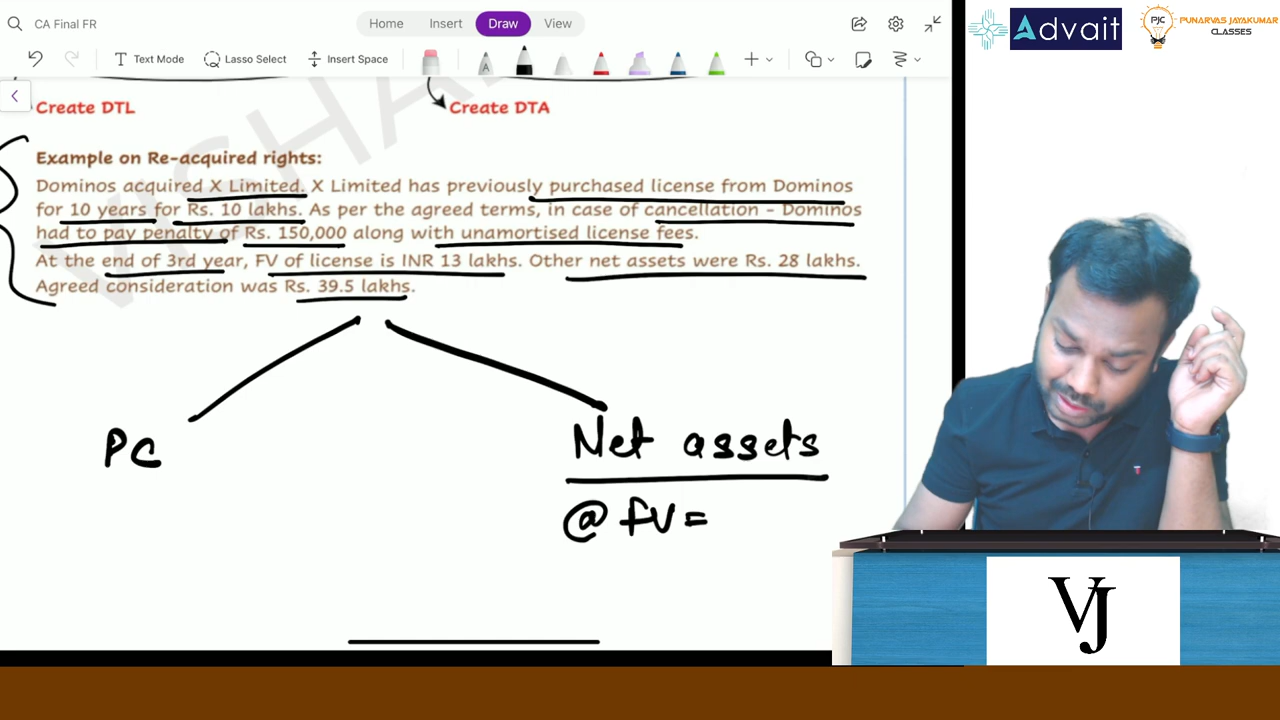 CA Final FR
Home Insert Draw View
Text Mode Lasso Select Insert Space
Advait
PJC
PUNARVAS JAYAKUMAR
CLASSES
Create DTL
Create DTA
Example on Re-acquired rights:
Dominos acquired X Limited. X Limited has previously purchased license from Dominos
for 10 years for Rs. 10 lakhs. As per the agreed terms, in case of cancellation - Dominos
had to pay penalty of Rs. 150,000 along with unamortised license fees.
At the end of 3rd year, FV of license is INR 13 lakhs. Other net assets were Rs. 28 lakhs.
Agreed consideration was Rs. 39.5 lakhs.
PC
Net assets
@ FV =
VJ